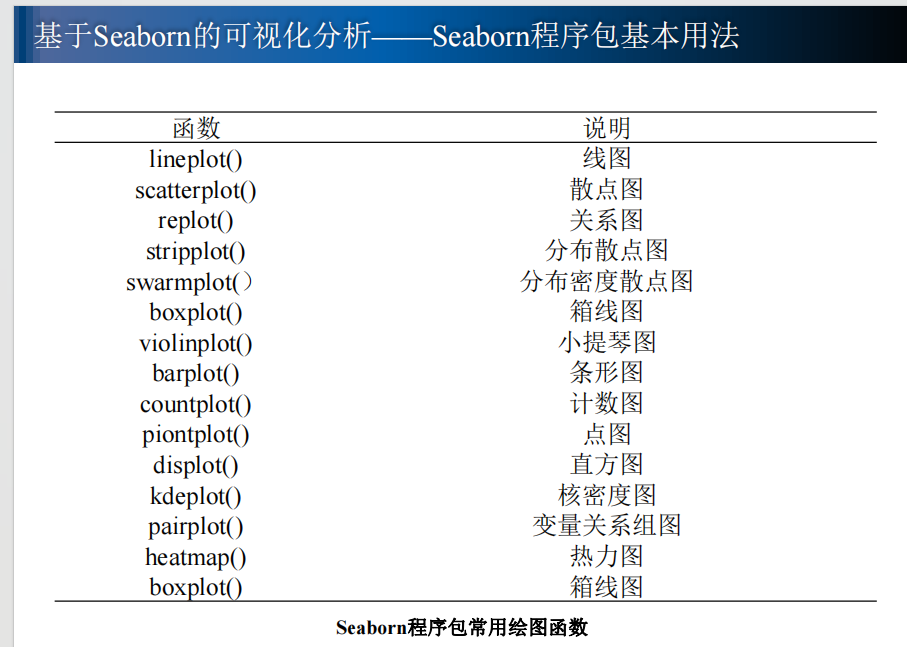 基于Seaborn的可视化分析——Seaborn程序包基本用法
函数 说明
lineplot() 线图
scatterplot() 散点图
replot() 关系图
stripplot() 分布散点图
swarmplot(） 分布密度散点图
boxplot() 箱线图
violinplot() 小提琴图
barplot() 条形图
countplot() 计数图
piontplot() 点图
displot() 直方图
kdeplot() 核密度图
pairplot() 变量关系组图
heatmap() 热力图
boxplot() 箱线图
Seaborn程序包常用绘图函数